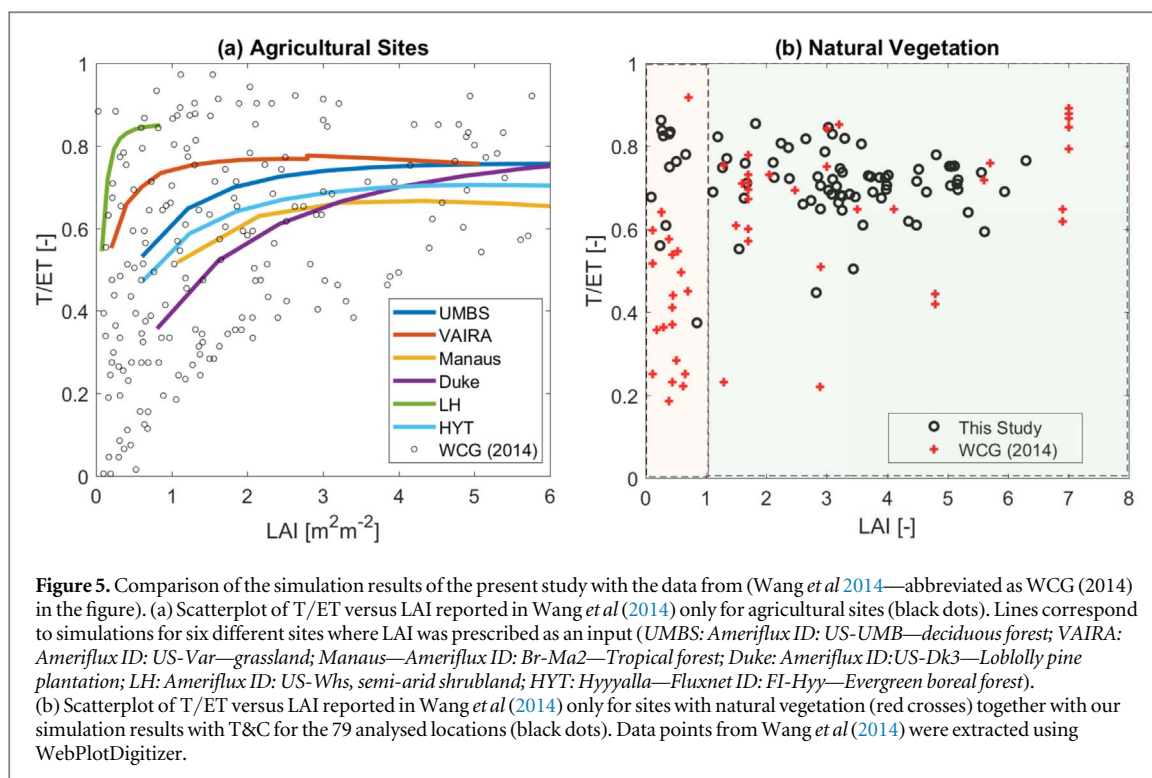 (a) Agricultural Sites
1
0.8
0.6
0.4
0.2
0
T/ET [-]
0 1 2 3 4 5 6
LAI [m²m⁻²]
UMBS
VAIRA
Manaus
Duke
LH
HYT
WCG (2014)
(b) Natural Vegetation
1
0.8
0.6
0.4
0.2
0
T/ET [-]
0 1 2 3 4 5 6 7 8
LAI [-]
This Study
WCG (2014)
Figure 5. Comparison of the simulation results of the present study with the data from (Wang et al 2014—abbreviated as WCG (2014)
in the figure). (a) Scatterplot of T/ET versus LAI reported in Wang et al (2014) only for agricultural sites (black dots). Lines correspond
to simulations for six different sites where LAI was prescribed as an input (UMBS: Ameriflux ID: US-UMB—deciduous forest; VAIRA:
Ameriflux ID: US-Var—grassland; Manaus—Ameriflux ID: Br-Ma2—Tropical forest; Duke: Ameriflux ID:US-Dk3—Loblolly pine
plantation; LH: Ameriflux ID: US-Whs, semi-arid shrubland; HYT: Hyyyalla—Fluxnet ID: FI-Hyy—Evergreen boreal forest).
(b) Scatterplot of T/ET versus LAI reported in Wang et al (2014) only for sites with natural vegetation (red crosses) together with our
simulation results with T&C for the 79 analysed locations (black dots). Data points from Wang et al (2014) were extracted using
WebPlotDigitizer.